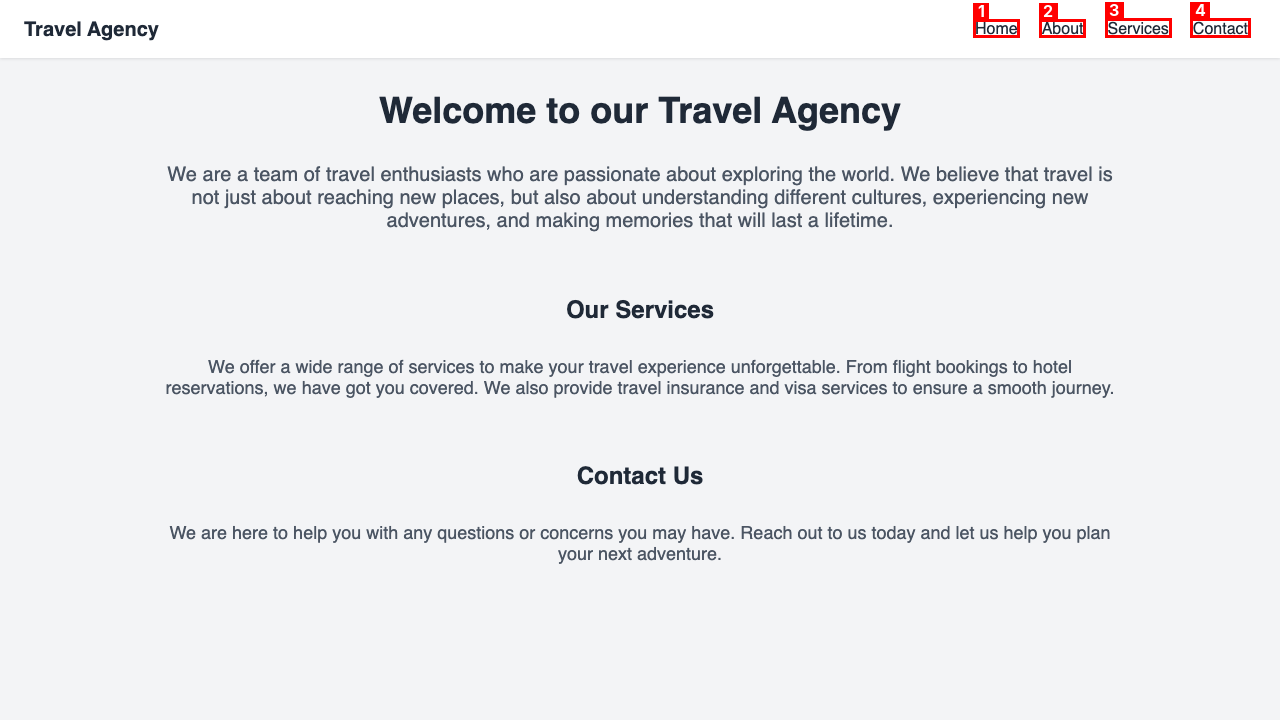 Travel Agency
1 2 3 4
Home About Services Contact
Welcome to our Travel Agency
We are a team of travel enthusiasts who are passionate about exploring the world. We believe that travel is
not just about reaching new places, but also about understanding different cultures, experiencing new
adventures, and making memories that will last a lifetime.
Our Services
We offer a wide range of services to make your travel experience unforgettable. From flight bookings to hotel
reservations, we have got you covered. We also provide travel insurance and visa services to ensure a smooth journey.
Contact Us
We are here to help you with any questions or concerns you may have. Reach out to us today and let us help you plan
your next adventure.